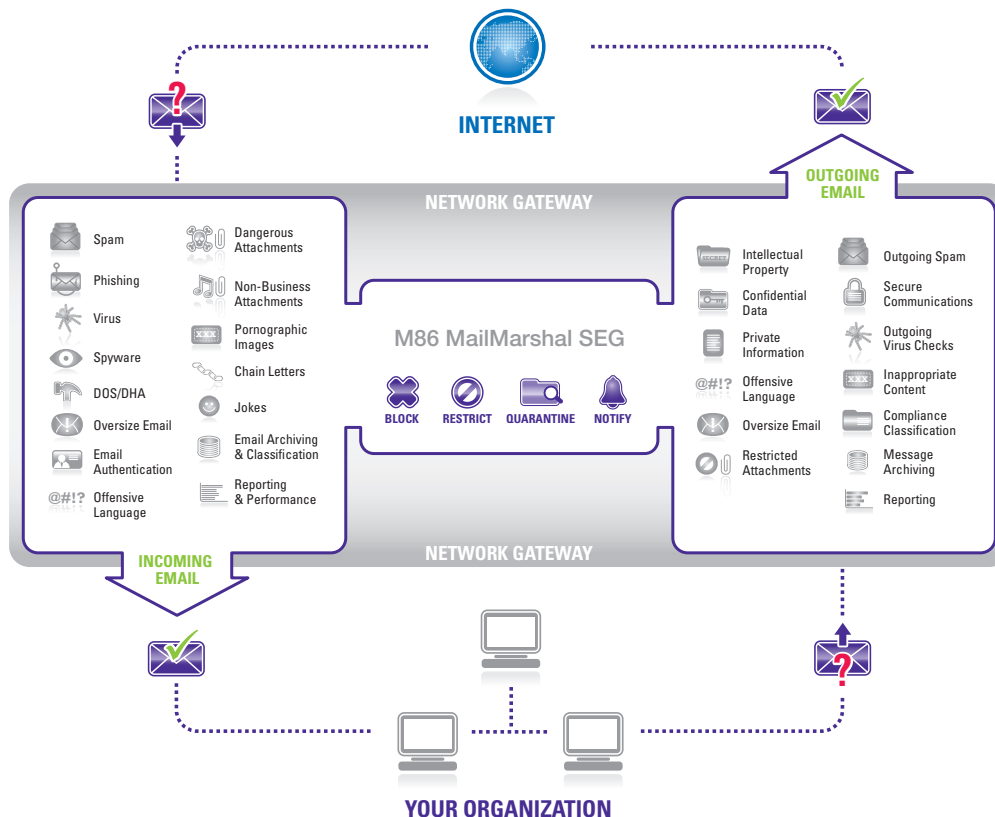 INTERNET
OUTGOING
EMAIL
NETWORK GATEWAY
Spam
Phishing
Virus
Spyware
DOS/DHA
Oversize Email
Email
Authentication
@#!?
Offensive
Language
Dangerous
Attachments
Non-Business
Attachments
XXX
Pornographic
Images
Chain Letters
Jokes
Email Archiving
& Classification
Reporting
& Performance
M86 MailMarshal SEG
BLOCK
RESTRICT
QUARANTINE
NOTIFY
SECRET
Intellectual
Property
Confidential
Data
Private
Information
@#!?
Offensive
Language
Oversize Email
Restricted
Attachments
Outgoing Spam
Secure
Communications
Outgoing
Virus Checks
XXX
Inappropriate
Content
Compliance
Classification
Message
Archiving
Reporting
NETWORK GATEWAY
INCOMING
EMAIL
YOUR ORGANIZATION